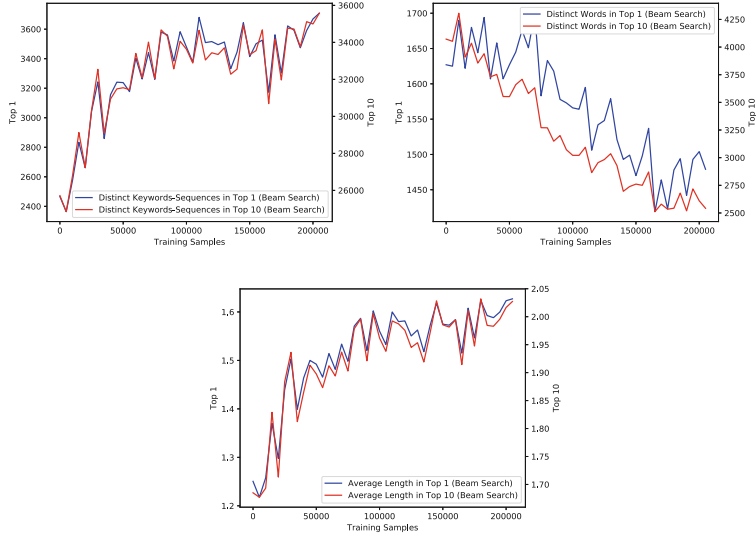 3600
3400
3200
3000
2800
2600
2400
Top 1
36000
34000
32000
30000
28000
26000
Top 10
Distinct Keywords-Sequences in Top 1 (Beam Search)
Distinct Keywords-Sequences in Top 10 (Beam Search)
0 50000 100000 150000 200000
Training Samples
1700
1650
1600
1550
1500
1450
Top 1
4250
4000
3750
3500
3250
3000
2750
2500
Top 10
Distinct Words in Top 1 (Beam Search)
Distinct Words in Top 10 (Beam Search)
0 50000 100000 150000 200000
Training Samples
1.6
1.5
1.4
1.3
1.2
Top 1
2.05
2.00
1.95
1.90
1.85
1.80
1.75
1.70
Top 10
Average Length in Top 1 (Beam Search)
Average Length in Top 10 (Beam Search)
0 50000 100000 150000 200000
Training Samples